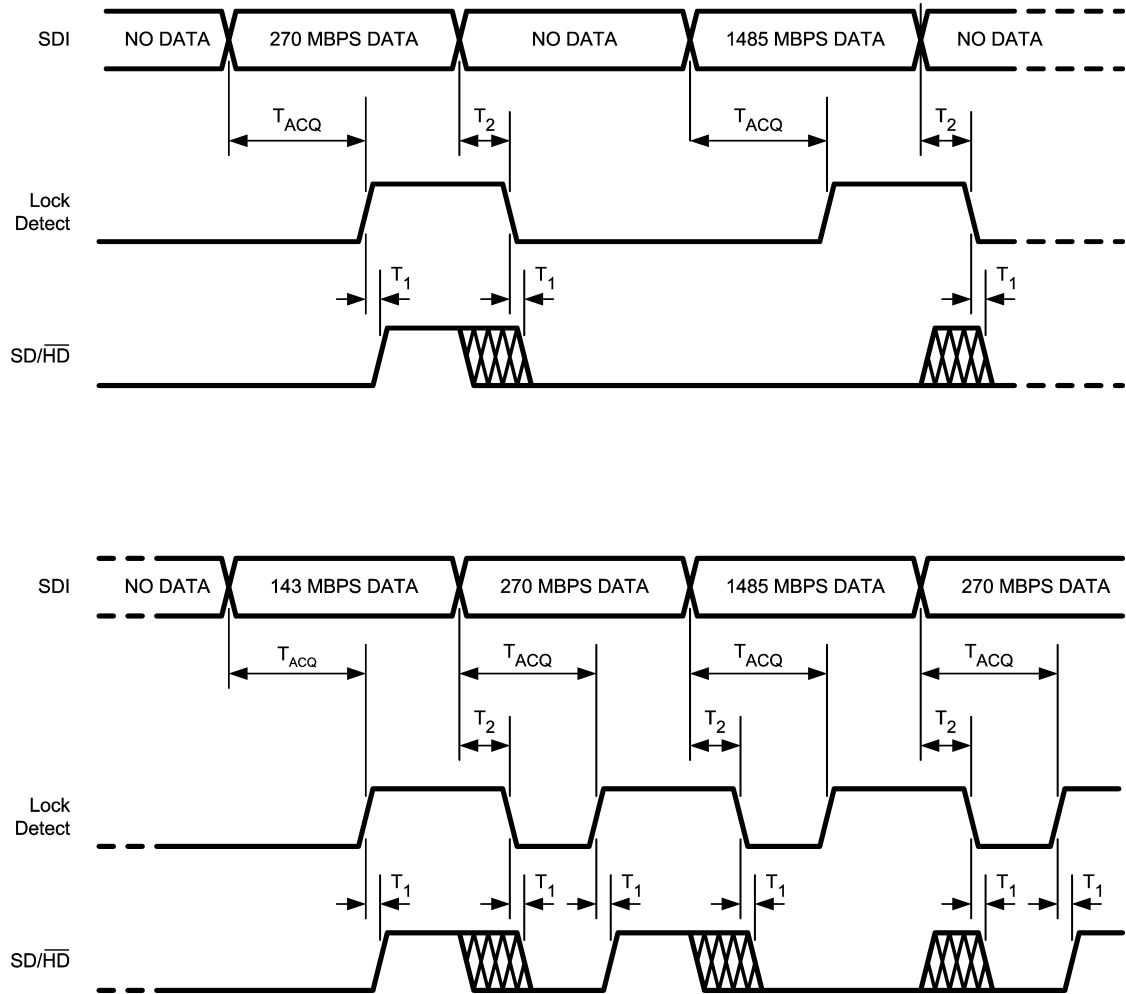 SDI NO DATA 270 MBPS DATA NO DATA 1485 MBPS DATA NO DATA
TACQ T2 TACQ T2
Lock
Detect
T1 T1 T1
SD/HD
SDI NO DATA 143 MBPS DATA 270 MBPS DATA 1485 MBPS DATA 270 MBPS DATA
TACQ TACQ TACQ TACQ
T2 T2 T2
Lock
Detect
T1 T1 T1 T1 T1 T1
SD/HD